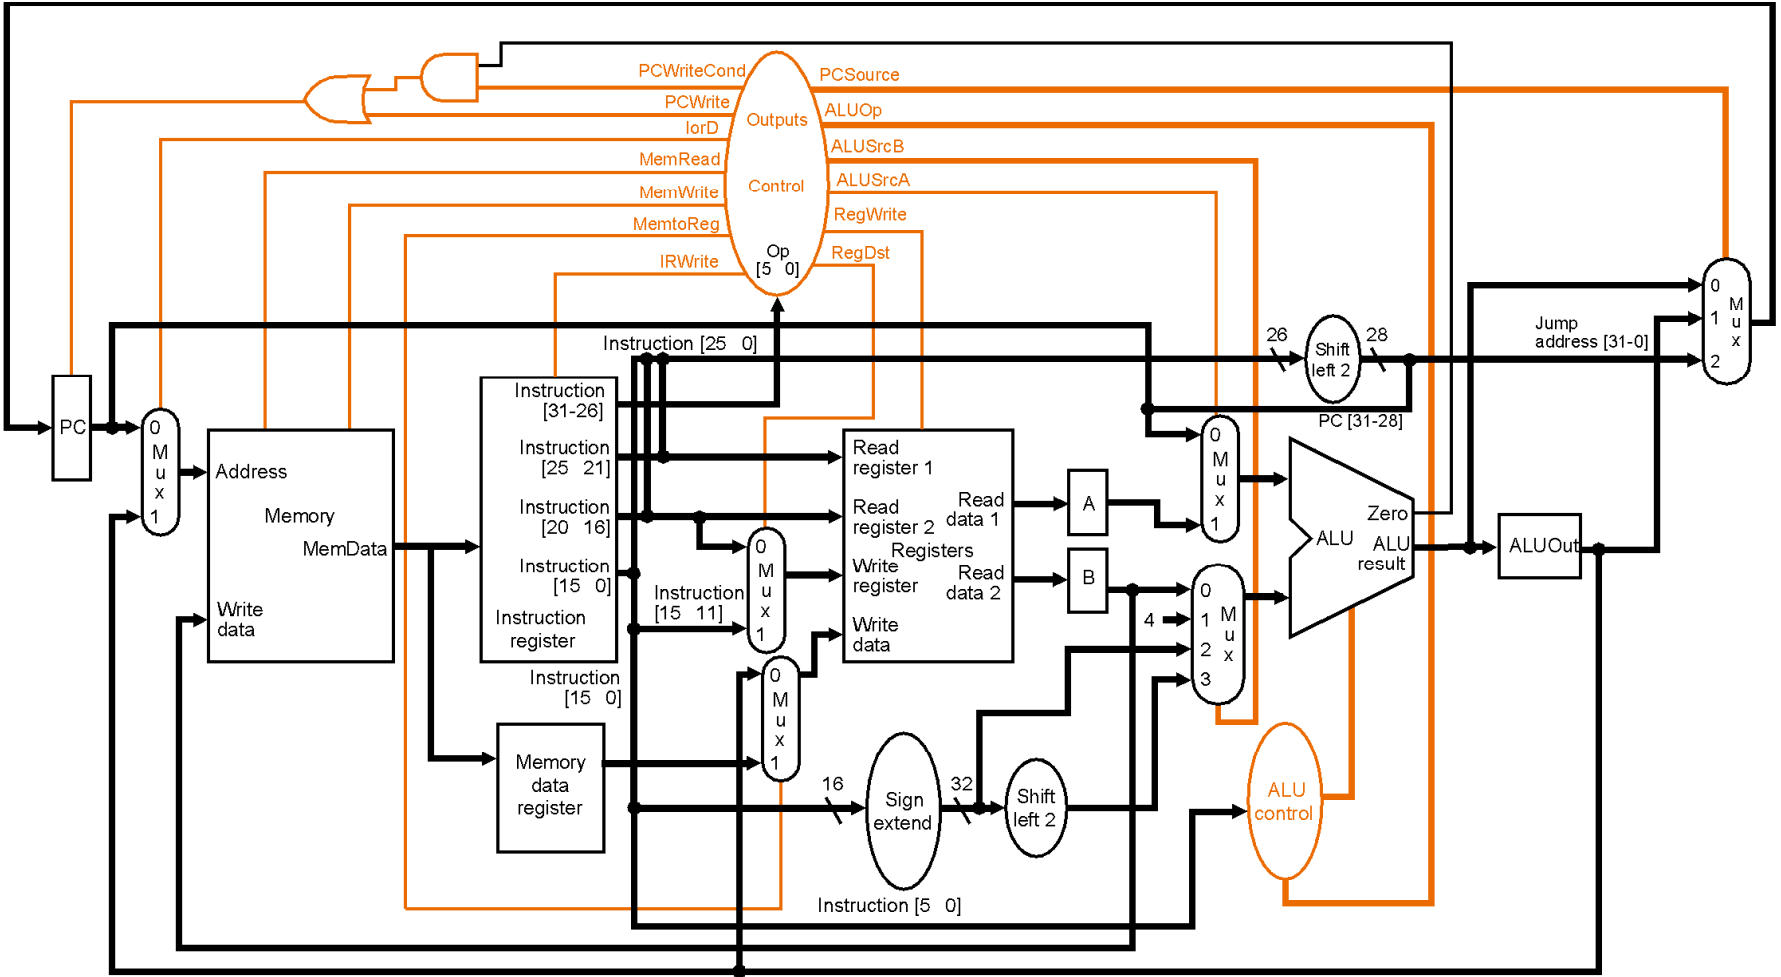 PCWriteCond
PCSource
PCWrite
ALUOp
Outputs
IorD
ALUSrcB
MemRead
ALUSrcA
Control
MemWrite
RegWrite
MemtoReg
RegDst
Op
[5 0]
IRWrite
0
M
u
x
1
2
Jump
address [31-0]
26
Shift
left 2
28
Instruction [25 0]
PC [31-28]
PC
0
M
u
x
1
Address
Memory
MemData
Write
data
Instruction
[31-26]
Instruction
[25 21]
Instruction
[20 16]
Instruction
[15 0]
Instruction
register
Instruction
[15 0]
Instruction
[15 11]
0
M
u
x
1
0
M
u
x
1
Memory
data
register
Read
register 1
Read
register 2
Registers
Write
register
Write
data
Read
data 1
Read
data 2
A
B
0
M
u
x
1
4
0
1
2
3
M
u
x
Zero
ALU
ALU
result
ALUOut
16
Sign
extend
32
Shift
left 2
ALU
control
Instruction [5 0]